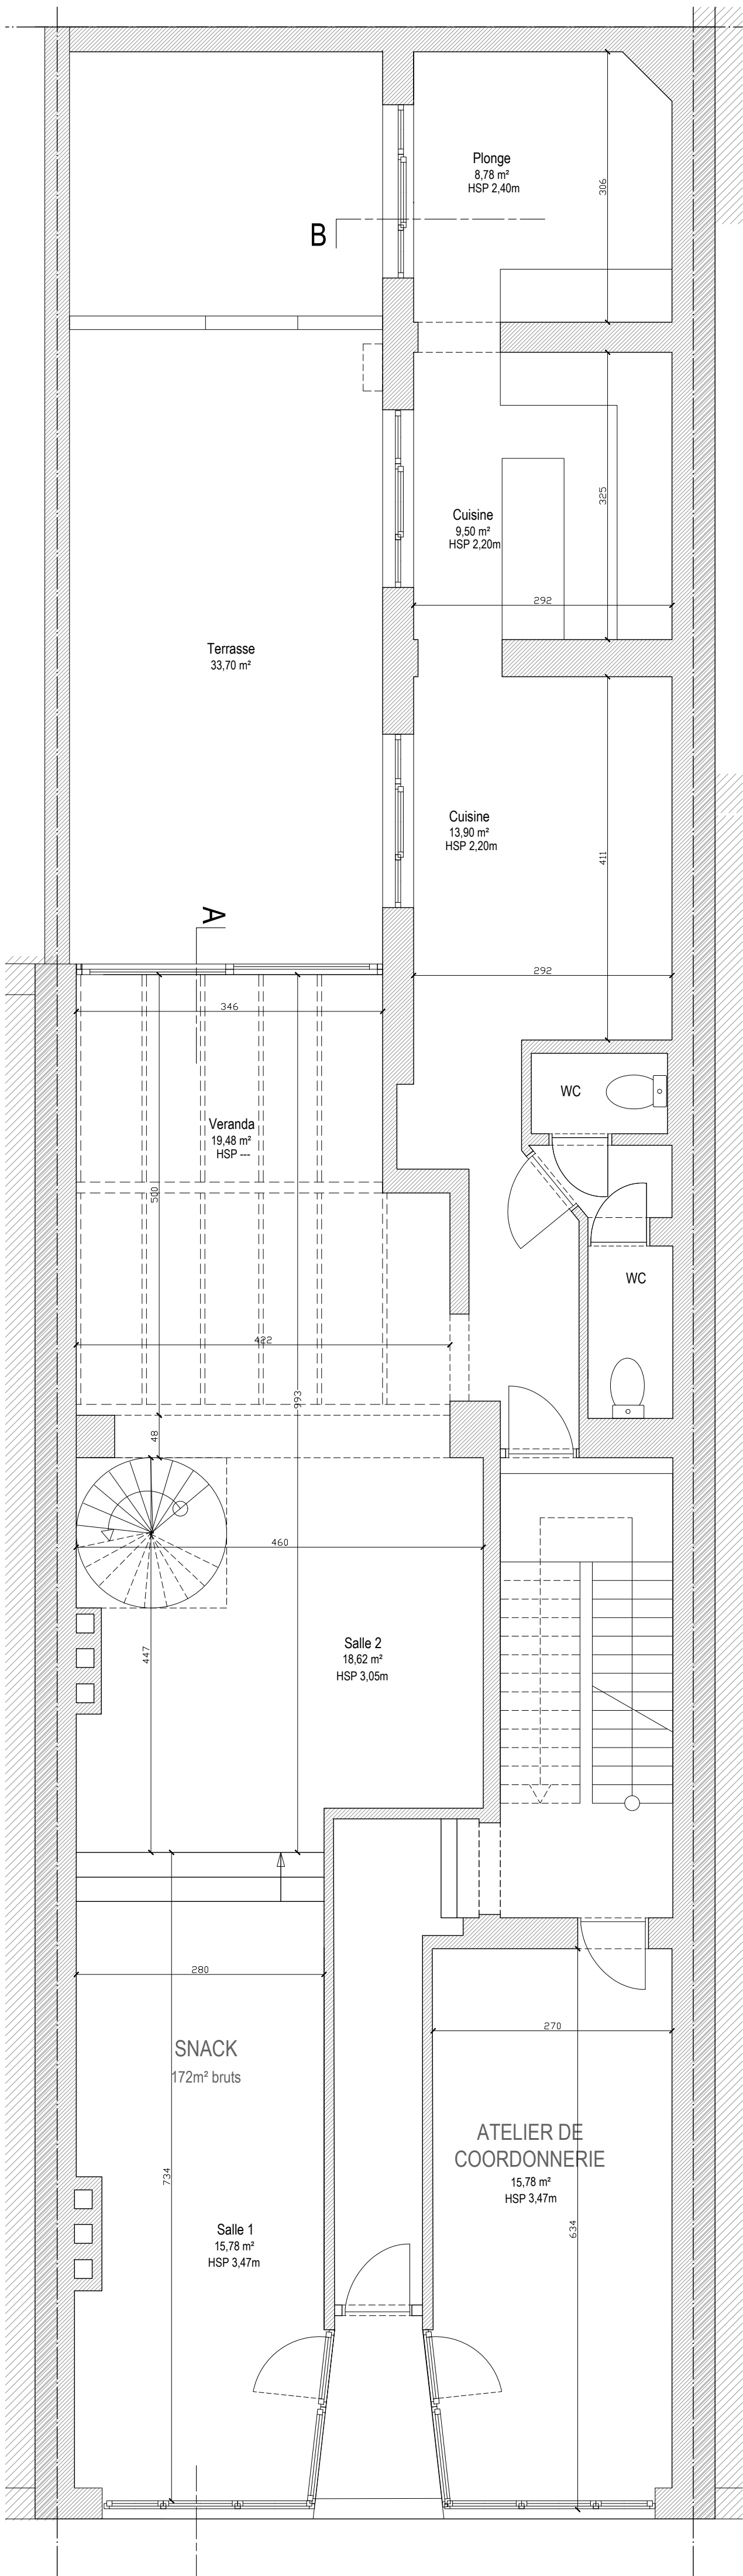 Plonge
8,78 m²
HSP 2,40m
306
B
325
Cuisine
9,50 m²
HSP 2,20m
292
Terrasse
33,70 m²
Cuisine
13,90 m²
HSP 2,20m
411
A
292
346
WC
Veranda
19,48 m²
HSP ---
500
WC
422
993
48
460
447
Salle 2
18,62 m²
HSP 3,05m
280
270
SNACK
172m² bruts
734
ATELIER DE
COORDONNERIE
15,78 m²
HSP 3,47m
634
Salle 1
15,78 m²
HSP 3,47m